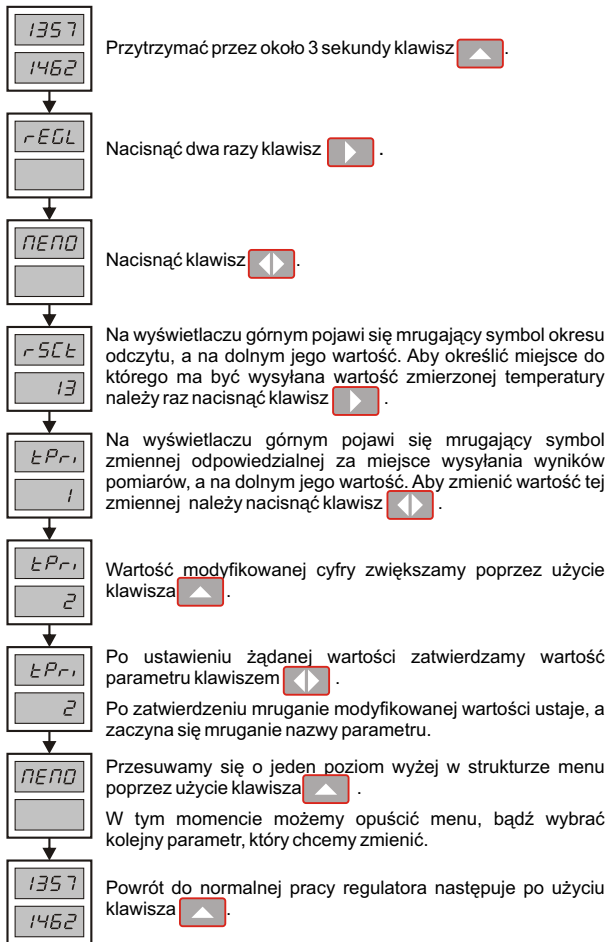 1357
1462
Przytrzymać przez około 3 sekundy klawisz .
rEGL
Nacisnąć dwa razy klawisz .
MEMO
Nacisnąć klawisz .
rSCt
13
Na wyświetlaczu górnym pojawi się mrugający symbol okresu
odczytu, a na dolnym jego wartość. Aby określić miejsce do
którego ma być wysyłana wartość zmierzonej temperatury
należy raz nacisnąć klawisz .
tPri
1
Na wyświetlaczu górnym pojawi się mrugający symbol
zmiennej odpowiedzialnej za miejsce wysyłania wyników
pomiarów, a na dolnym jego wartość. Aby zmienić wartość tej
zmiennej należy nacisnąć klawisz .
tPri
2
Wartość modyfikowanej cyfry zwiększamy poprzez użycie
klawisza .
tPri
2
Po ustawieniu żądanej wartości zatwierdzamy wartość
parametru klawiszem .
Po zatwierdzeniu mruganie modyfikowanej wartości ustaje, a
zaczyna się mruganie nazwy parametru.
MEMO
Przesuwamy się o jeden poziom wyżej w strukturze menu
poprzez użycie klawisza .
W tym momencie możemy opuścić menu, bądź wybrać
kolejny parametr, który chcemy zmienić.
1357
1462
Powrót do normalnej pracy regulatora następuje po użyciu
klawisza .